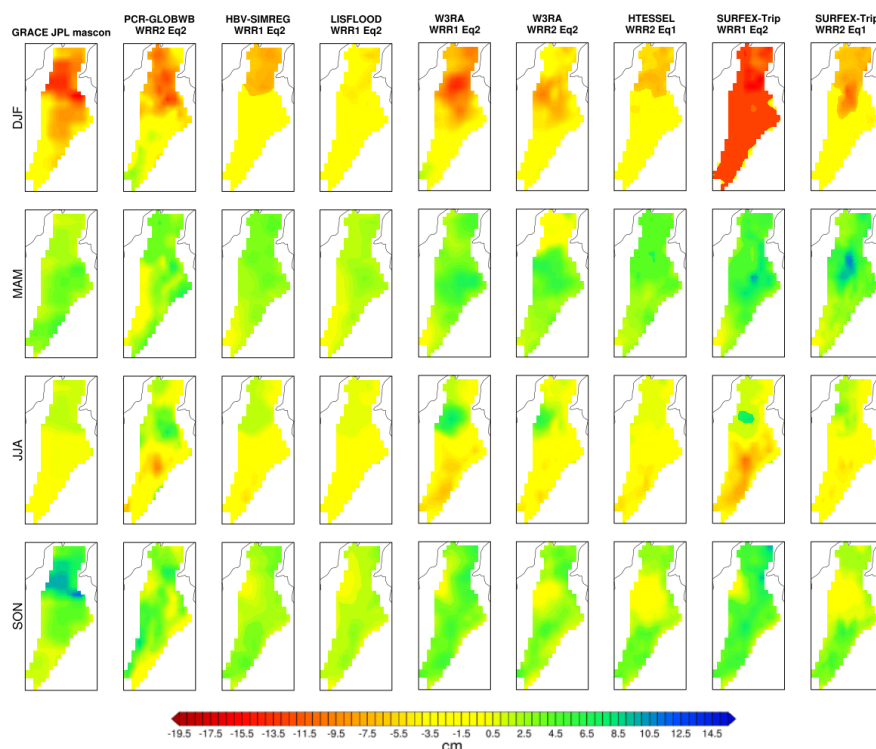 GRACE JPL mascon
PCR-GLOBWB
WRR2 Eq2
HBV-SIMREG
WRR1 Eq2
LISFLOOD
WRR1 Eq2
W3RA
WRR1 Eq2
W3RA
WRR2 Eq2
HTESSEL
WRR2 Eq1
SURFEX-Trip
WRR1 Eq2
SURFEX-Trip
WRR2 Eq1
DJF
MAM
JJA
SON
-19.5 -17.5 -15.5 -13.5 -11.5 -9.5 -7.5 -5.5 -3.5 -1.5 0.5 2.5 4.5 6.5 8.5 10.5 12.5 14.5
cm